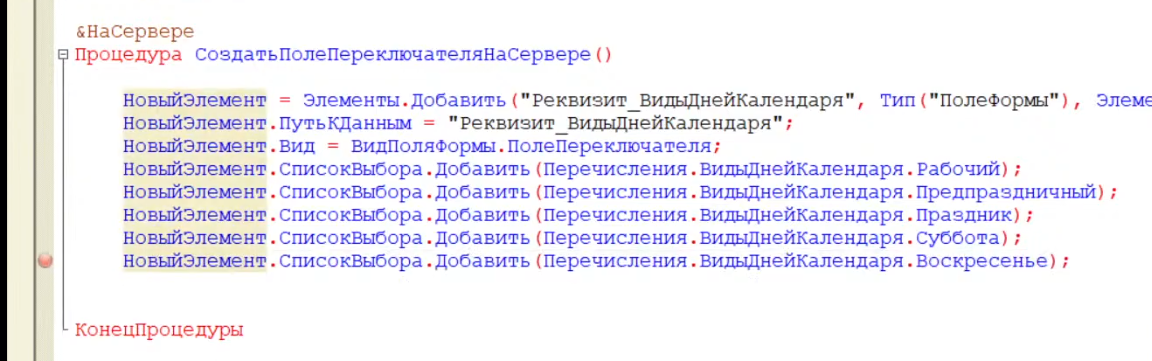 &НаСервере
Процедура СоздатьПолеПереключателяНаСервере()
НовыйЭлемент = Элементы.Добавить("Реквизит_ВидыДнейКалендаря", Тип("ПолеФормы"), Элеме
НовыйЭлемент.ПутьКДанным = "Реквизит_ВидыДнейКалендаря";
НовыйЭлемент.Вид = ВидПоляФормы.ПолеПереключателя;
НовыйЭлемент.СписокВыбора.Добавить(Перечисления.ВидыДнейКалендаря.Рабочий);
НовыйЭлемент.СписокВыбора.Добавить(Перечисления.ВидыДнейКалендаря.Предпраздничный);
НовыйЭлемент.СписокВыбора.Добавить(Перечисления.ВидыДнейКалендаря.Праздник);
НовыйЭлемент.СписокВыбора.Добавить(Перечисления.ВидыДнейКалендаря.Суббота);
НовыйЭлемент.СписокВыбора.Добавить(Перечисления.ВидыДнейКалендаря.Воскресенье);
КонецПроцедуры